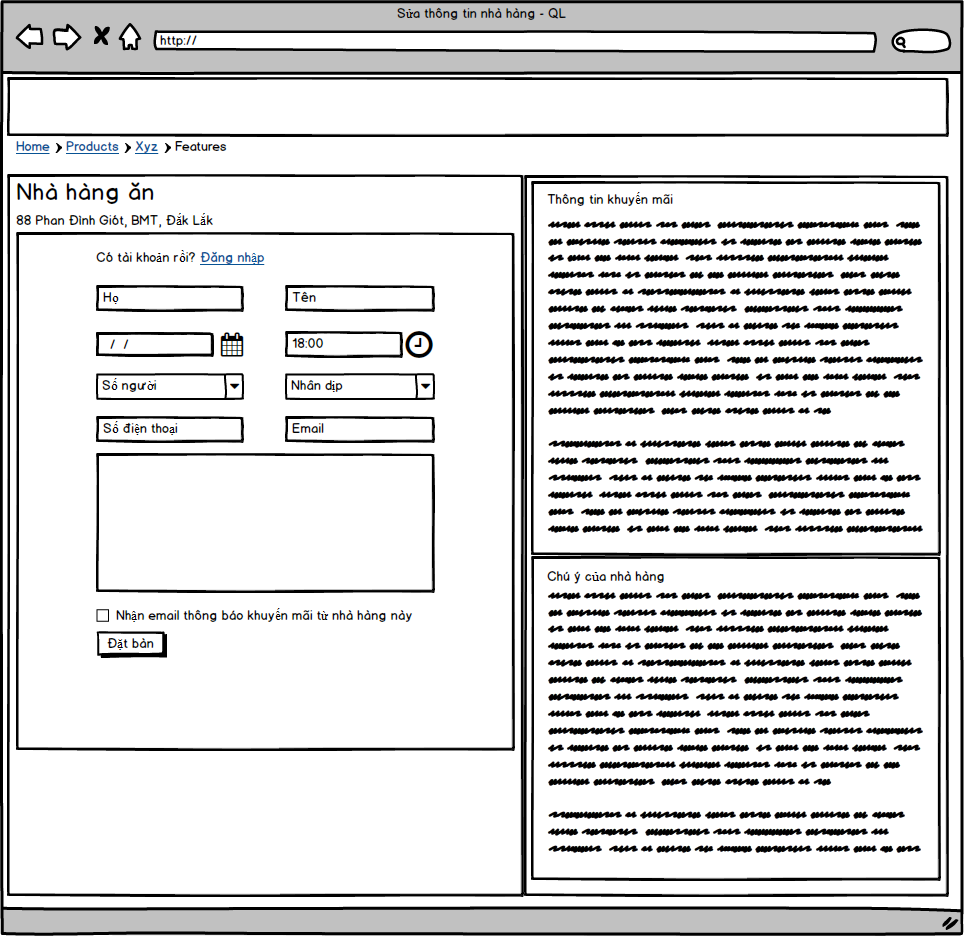 Sửa thông tin nhà hàng - QL
http://
Home Products Xyz Features
Nhà hàng ăn
88 Phan Đình Giót, BMT, Đắk Lắk
Có tài khoản rồi? Đăng nhập
Họ
Tên
/ /
18:00
Số người
Nhân dịp
Số điện thoại
Email
Nhận email thông báo khuyến mãi từ nhà hàng này
Đặt bàn
Thông tin khuyến mãi
Chú ý của nhà hàng